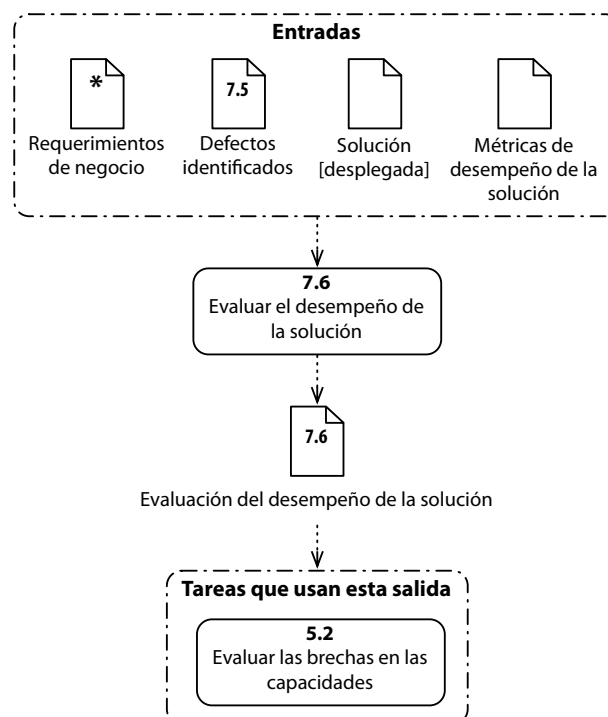 Entradas
*
7.5
Requerimientos
de negocio
Defectos
identificados
Solución
[desplegada]
Métricas de
desempeño de la
solución
7.6
Evaluar el desempeño de
la solución
7.6
Evaluación del desempeño de la solución
Tareas que usan esta salida
5.2
Evaluar las brechas en las
capacidades